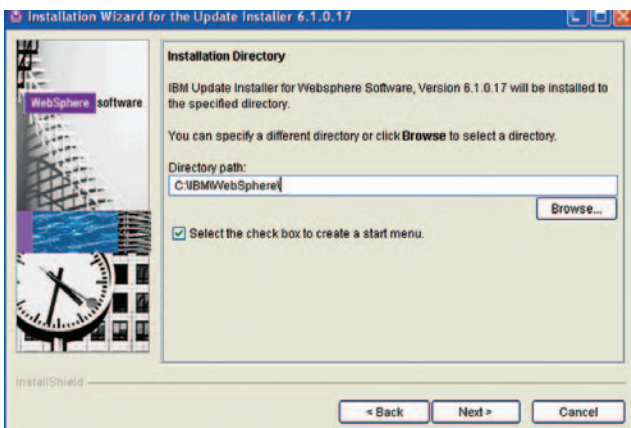 Installation Wizard for the Update Installer 6.1.0.17
WebSphere software
Installation Directory
IBM Update Installer for Websphere Software, Version 6.1.0.17 will be installed to
the specified directory.
You can specify a different directory or click Browse to select a directory.
Directory path:
C:\IBM\WebSphere\
Browse...
Select the check box to create a start menu.
InstallShield
< Back
Next >
Cancel